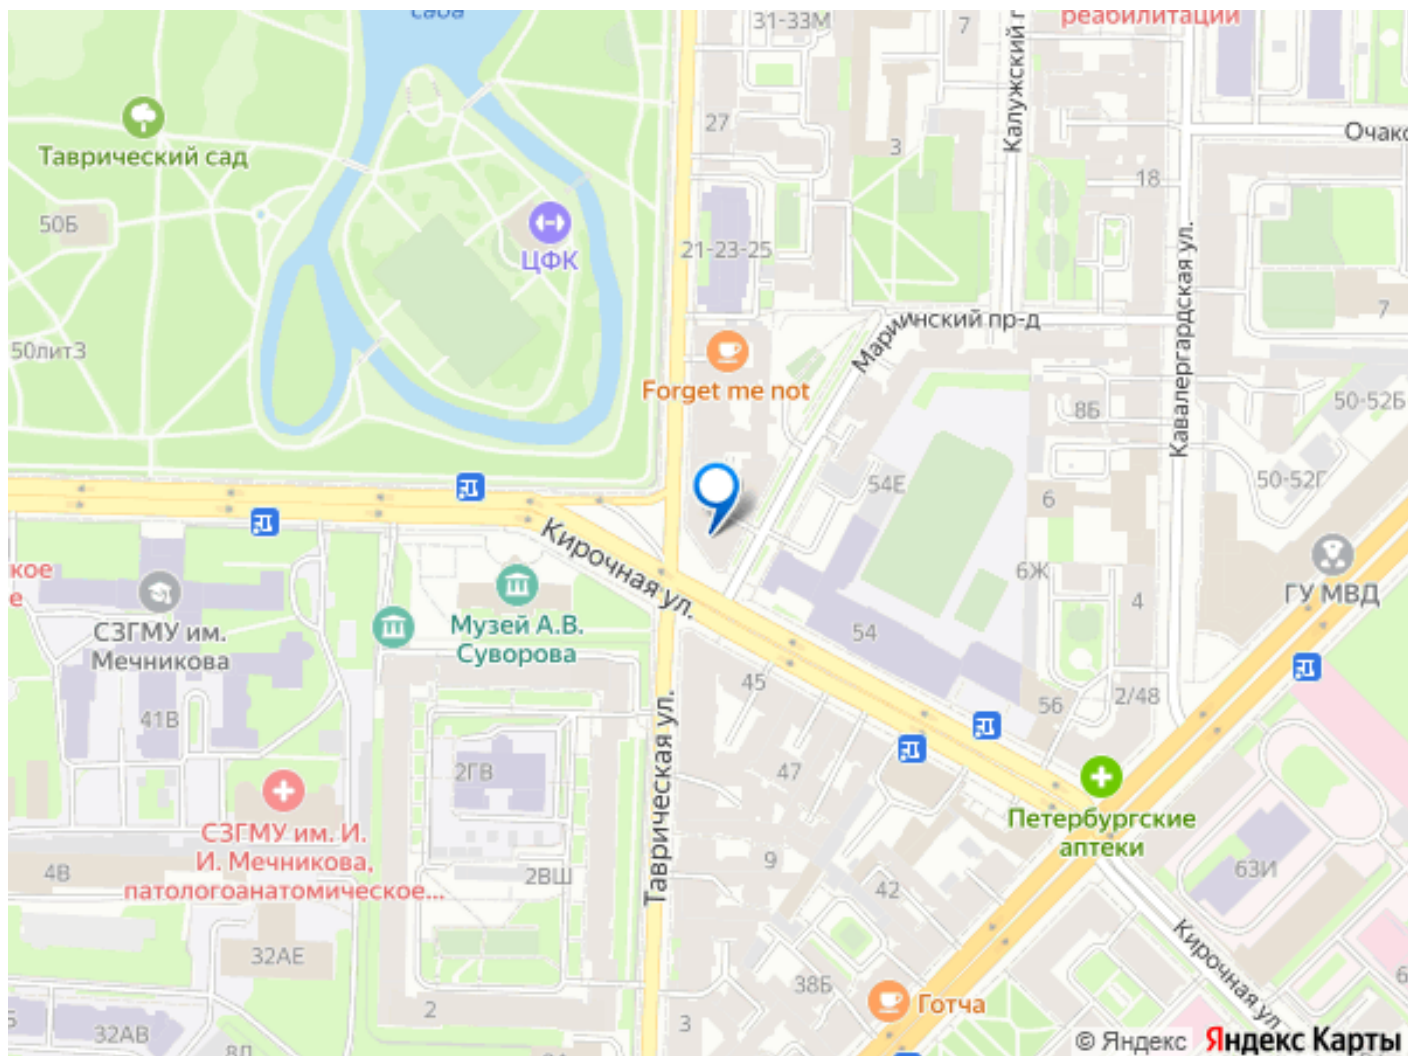 31-33М
7
реабилитации
Калужский п
27
3
Очако
Таврический сад
18
50Б
ЦФК
21-23-25
Кавалергардская ул.
7
Мариинский пр-д
50литЗ
Forget me not
8Б
50-52Б
54Е
50-52Г
6
Кирочная ул.
кое
е
6Ж
ГУ МВД
4
СЗГМУ им.
Мечникова
Музей А.В.
Суворова
54
45
2/48
56
41В
Таврическая ул.
2ГВ
47
СЗГМУ им. И.
И. Мечникова,
патологоанатомическое...
Петербургские
аптеки
4В
2ВШ
9
42
63И
32АЕ
Кирочная ул.
38Б
Готча
6
2
3
32АВ
Б
© Яндекс Яндекс Карты